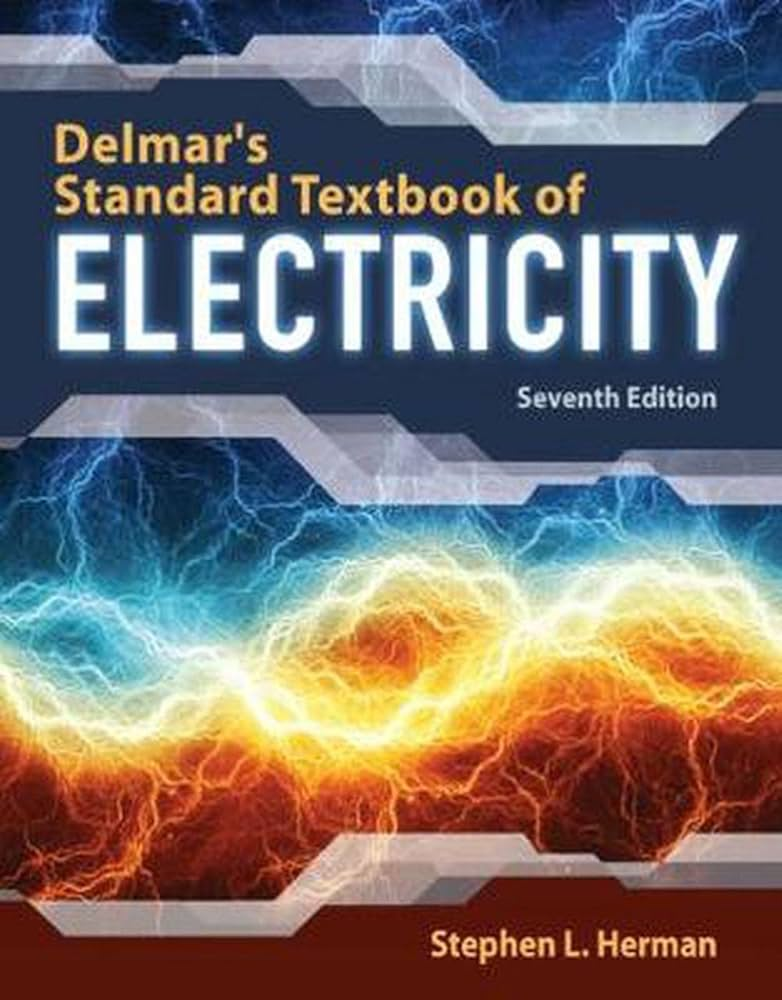 Delmar's
Standard Textbook of
ELECTRICITY
Seventh Edition
Stephen L. Herman